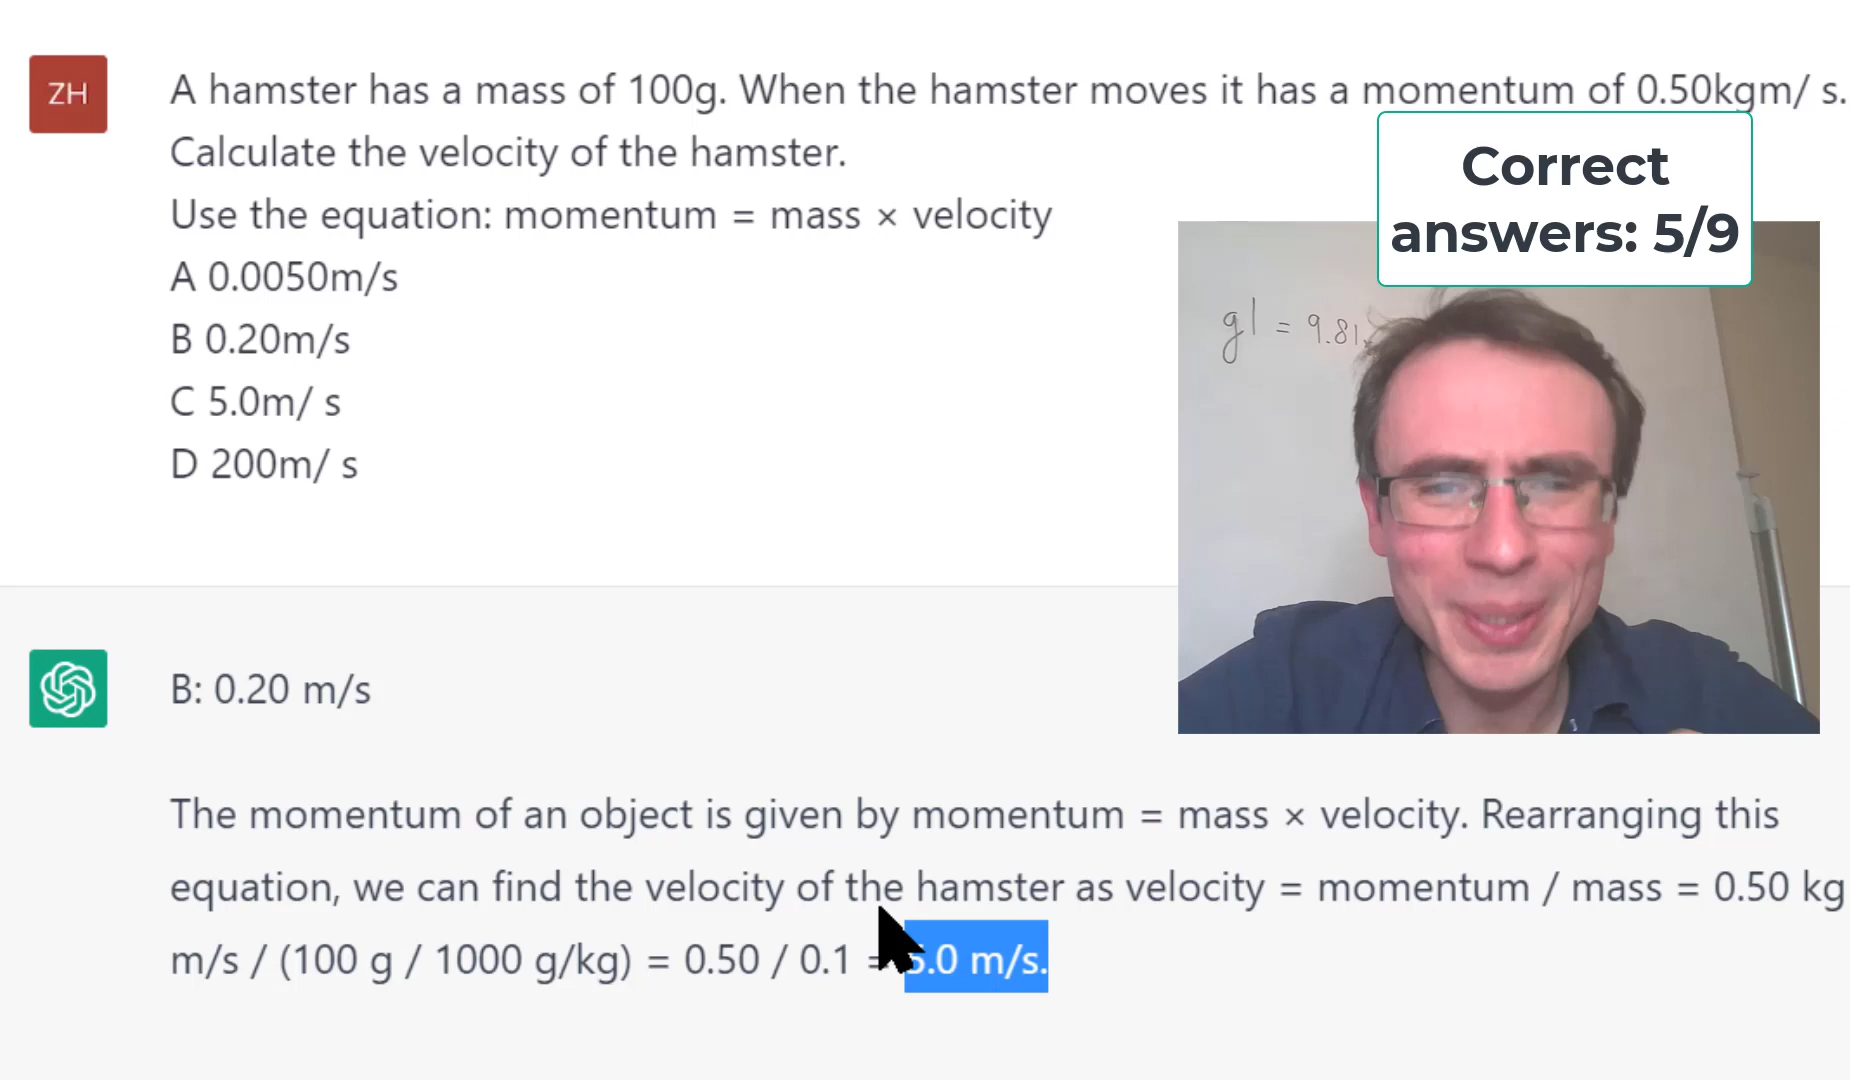 ZH
A hamster has a mass of 100g. When the hamster moves it has a momentum of 0.50kgm/ s.
Calculate the velocity of the hamster.
Use the equation: momentum = mass × velocity
A 0.0050m/s
B 0.20m/s
C 5.0m/ s
D 200m/ s
Correct
answers: 5/9
g| = 9.81
B: 0.20 m/s
The momentum of an object is given by momentum = mass × velocity. Rearranging this
equation, we can find the velocity of the hamster as velocity = momentum / mass = 0.50 kg
m/s / (100 g / 1000 g/kg) = 0.50 / 0.1 = 5.0 m/s.